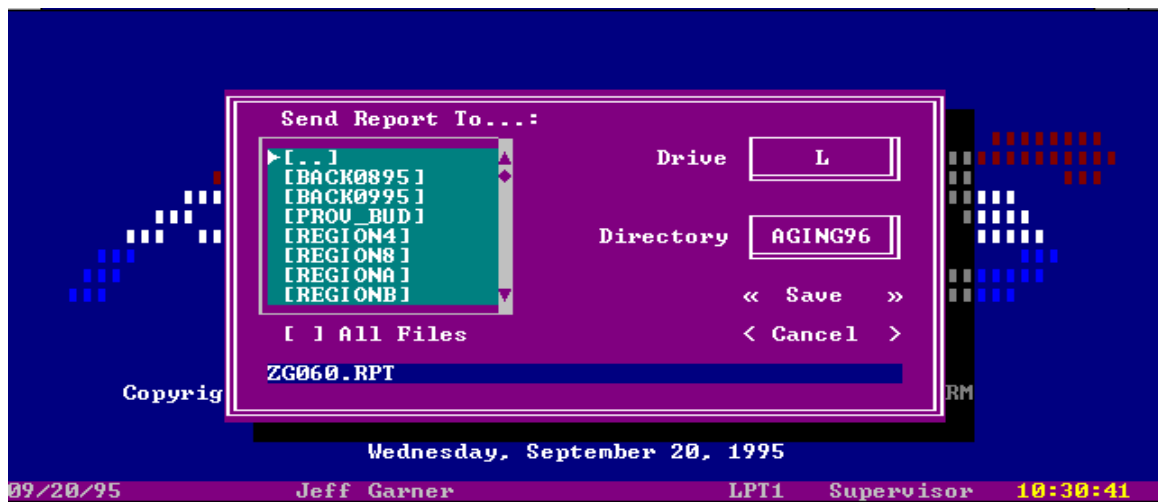 Send Report To...:
[..]
[BACK0895]
[BACK0995]
[PROV_BUD]
[REGION4]
[REGION8]
[REGIONA]
[REGIONB]
Drive L
Directory AGING96
« Save »
[ ] All Files
< Cancel >
ZG060.RPT
Copyrig
RM
Wednesday, September 20, 1995
09/20/95 Jeff Garner LPT1 Supervisor 10:30:41